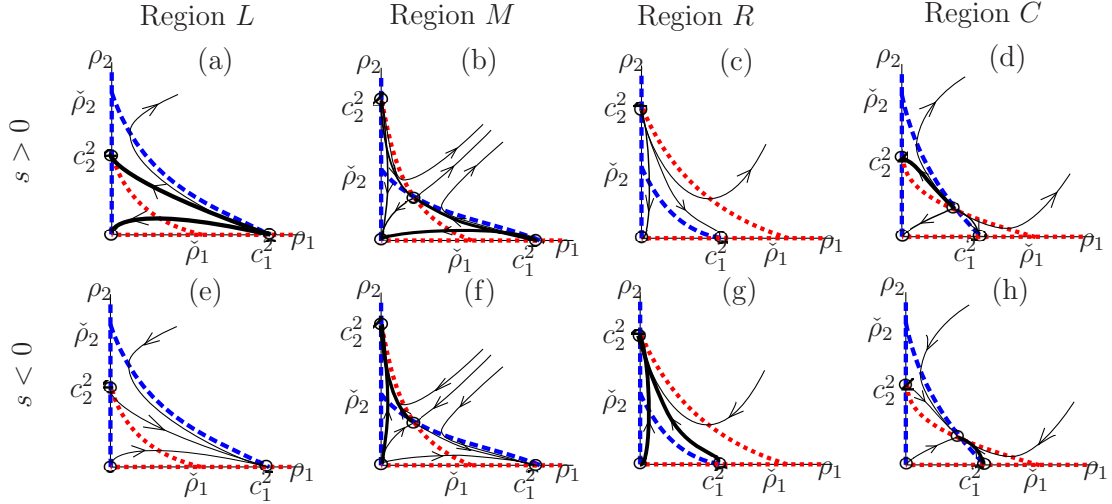 Region L Region M Region R Region C
s > 0
(a) (b) (c) (d)
ρ₂ ρ₂ ρ₂ ρ₂
ρ̌₂ c₂² c₂² ρ̌₂
c₂² ρ̌₂ ρ̌₂ c₂²
ρ̌₁ c₁² ρ₁ ρ̌₁ c₁² ρ₁ c₁² ρ̌₁ ρ₁ c₁² ρ̌₁ ρ₁
s < 0
(e) (f) (g) (h)
ρ₂ ρ₂ ρ₂ ρ₂
ρ̌₂ c₂² c₂² ρ̌₂
c₂² ρ̌₂ ρ̌₂ c₂²
ρ̌₁ c₁² ρ₁ ρ̌₁ c₁² ρ₁ c₁² ρ̌₁ ρ₁ c₁² ρ̌₁ ρ₁